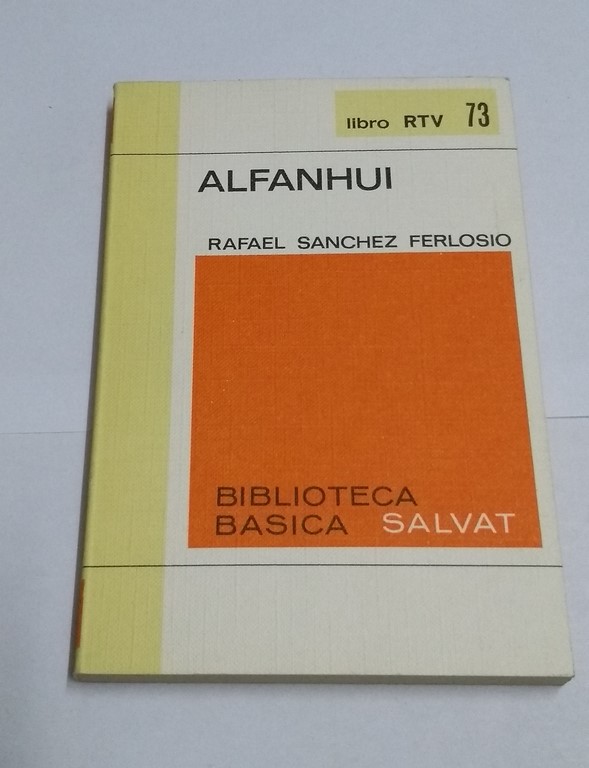 libro RTV 73
ALFANHUI
RAFAEL SANCHEZ FERLOSIO
BIBLIOTECA
BASICA SALVAT